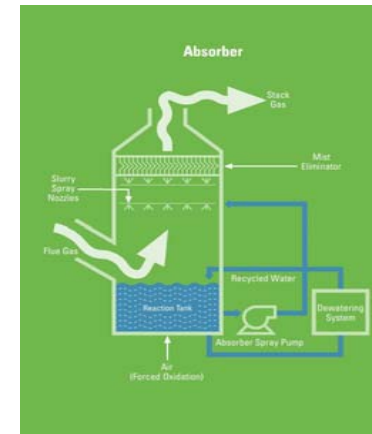 Absorber
Stack
Gas
Mist
Eliminator
Slurry
Spray
Nozzles
Flue Gas
Recycled Water
Reaction Tank
Dewatering
System
Absorber Spray Pump
Air
(Forced Oxidation)